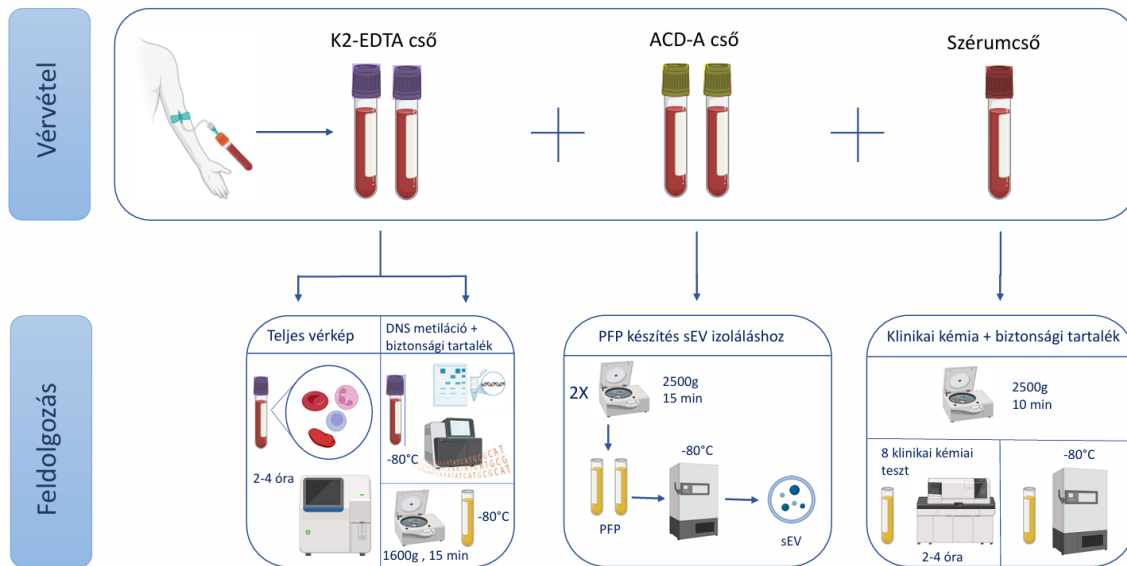 Vérvétel
K2-EDTA cső
ACD-A cső
Szérumcső
Feldolgozás
Teljes vérkép
2-4 óra
DNS metiláció +
biztonsági tartalék
-80°C
-80°C
1600g , 15 min
PFP készítés sEV izoláláshoz
2X
2500g
15 min
PFP
-80°C
sEV
Klinikai kémia + biztonsági tartalék
2500g
10 min
8 klinikai kémiai
teszt
2-4 óra
-80°C